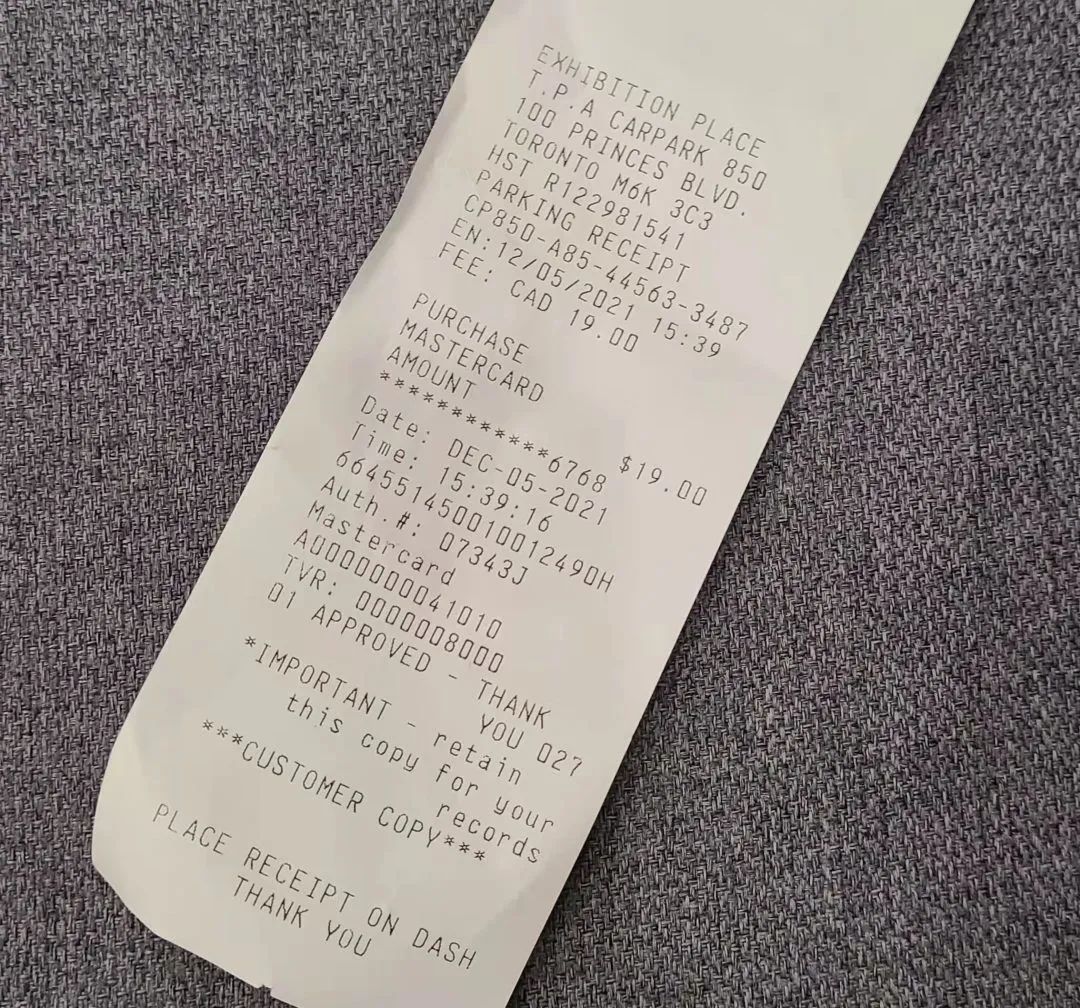 EXHIBITION PLACE
T.P.A CARPARK 850
100 PRINCES BLVD.
TORONTO M6K 3C3
HST R122981541
PARKING RECEIPT
CP850-A85-44563-3487
EN:12/05/2021 15:39
FEE: CAD 19.00
PURCHASE
MASTERCARD
AMOUNT $19.00
************6768
Date: DEC-05-2021
Time: 15:39:16
664551450010012490H
Auth.#: 07343J
Mastercard
A0000000041010
TVR: 0000008000
01 APPROVED - THANK
YOU 027
*IMPORTANT - retain
this copy for your
records
***CUSTOMER COPY***
PLACE RECEIPT ON DASH
THANK YOU